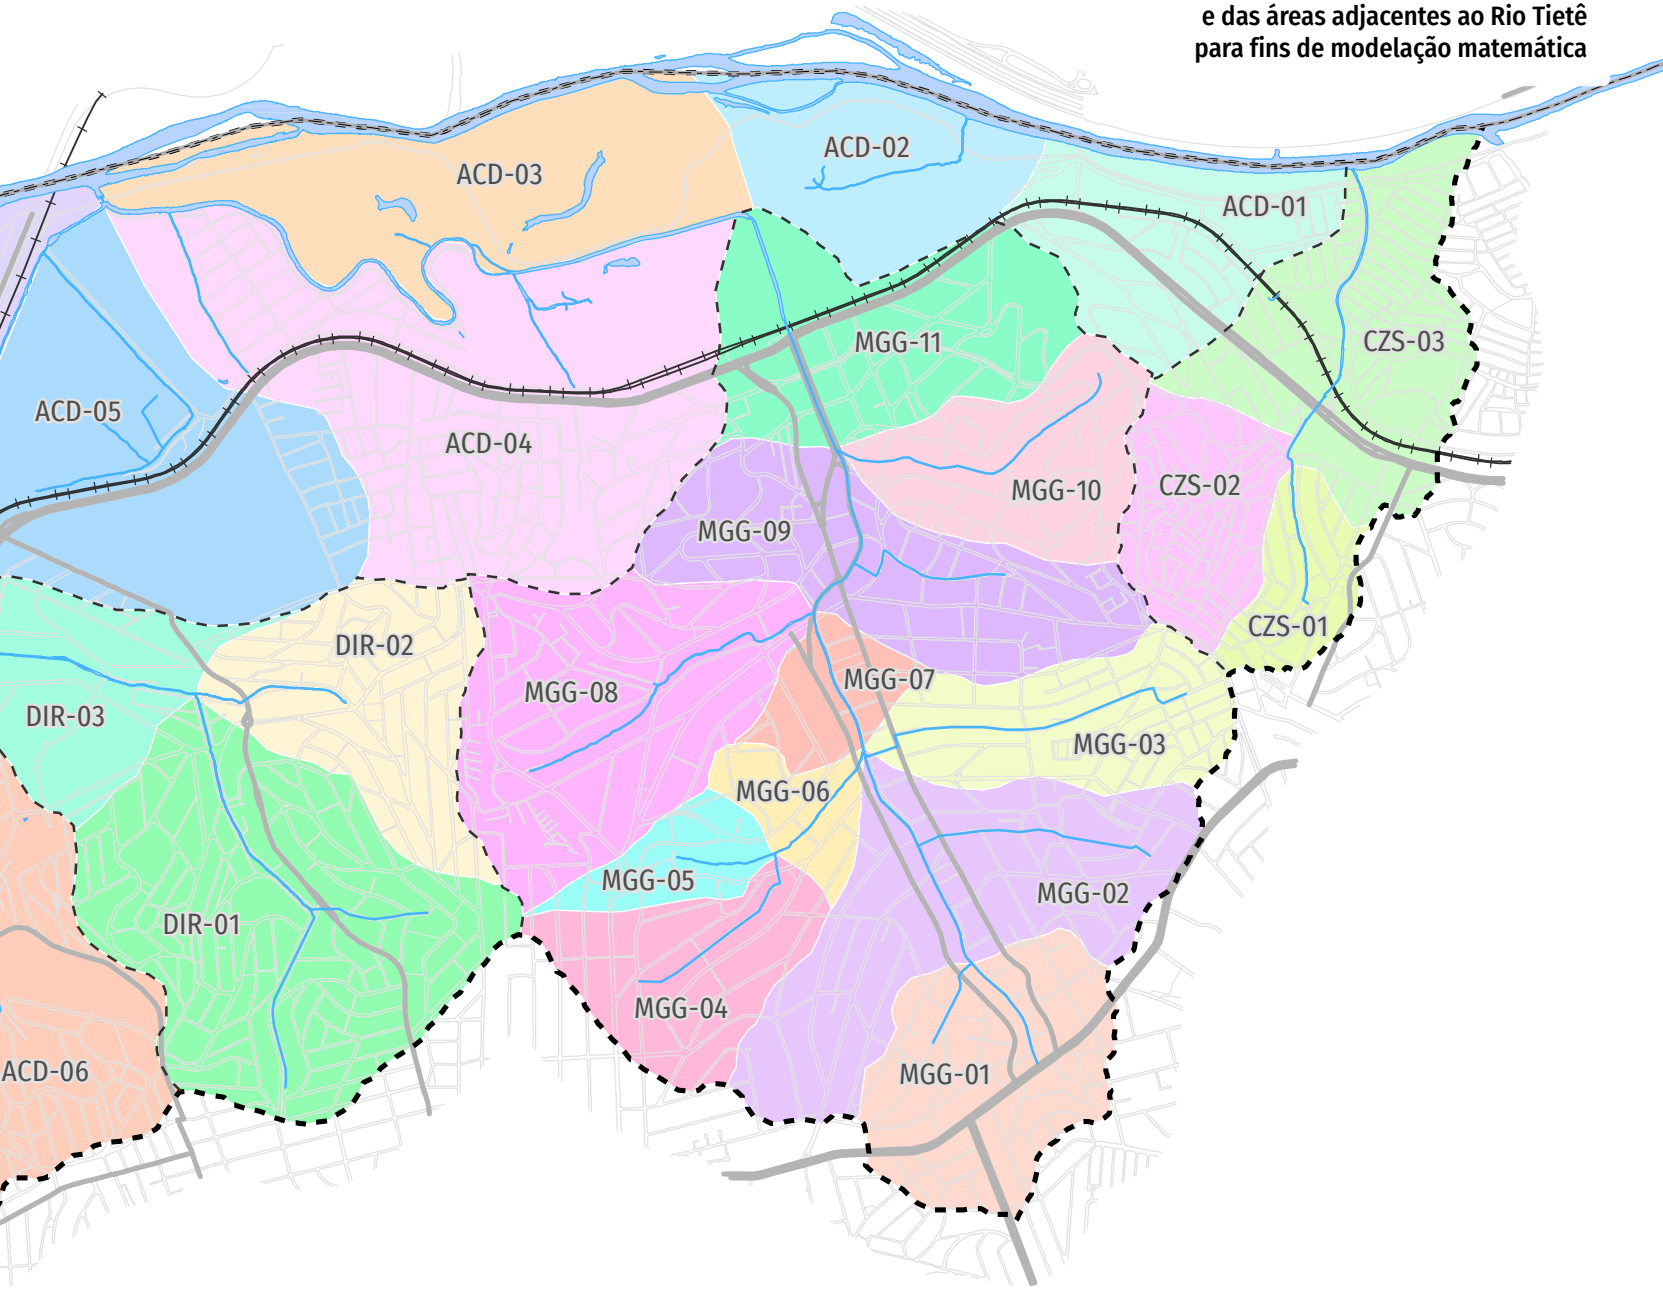 e das áreas adjacentes ao Rio Tietê
para fins de modelação matemática
ACD-02
ACD-03
ACD-01
MGG-11
CZS-03
ACD-05
ACD-04
CZS-02
MGG-10
MGG-09
CZS-01
DIR-02
MGG-07
MGG-08
DIR-03
MGG-03
MGG-06
MGG-05
MGG-02
DIR-01
MGG-04
ACD-06
MGG-01